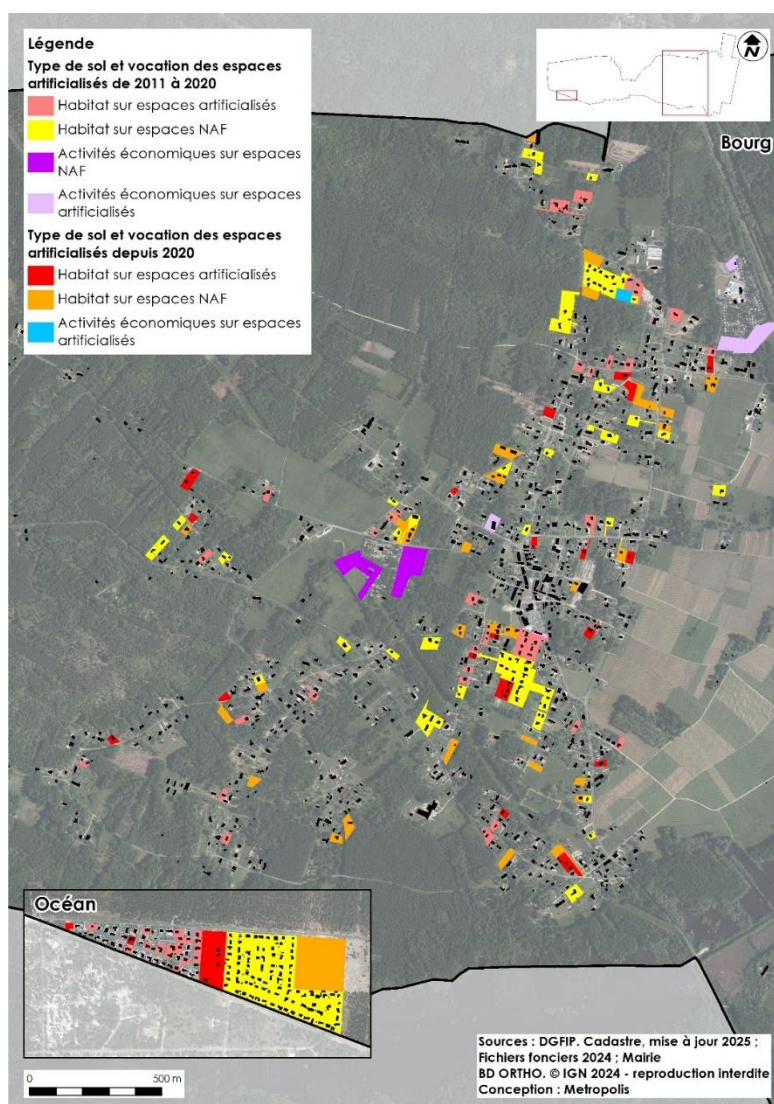 Légende
Type de sol et vocation des espaces
artificialisés de 2011 à 2020
Habitat sur espaces artificialisés
Habitat sur espaces NAF
Activités économiques sur espaces
NAF
Activités économiques sur espaces
artificialisés
Type de sol et vocation des espaces
artificialisés depuis 2020
Habitat sur espaces artificialisés
Habitat sur espaces NAF
Activités économiques sur espaces
artificialisés
N
Bourg
Océan
0 500 m
Sources : DGFIP. Cadastre, mise à jour 2025 ;
Fichiers fonciers 2024 ; Mairie
BD ORTHO. © IGN 2024 - reproduction interdite
Conception : Metropolis